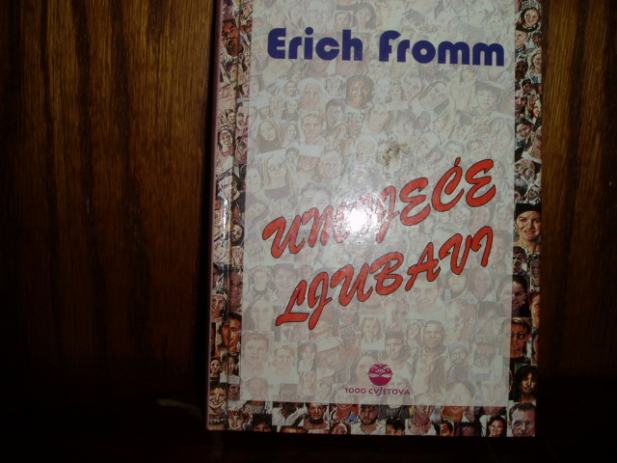 Erich Fromm
UMIJEĆE
LJUBAVI
1000 CVJETOVA